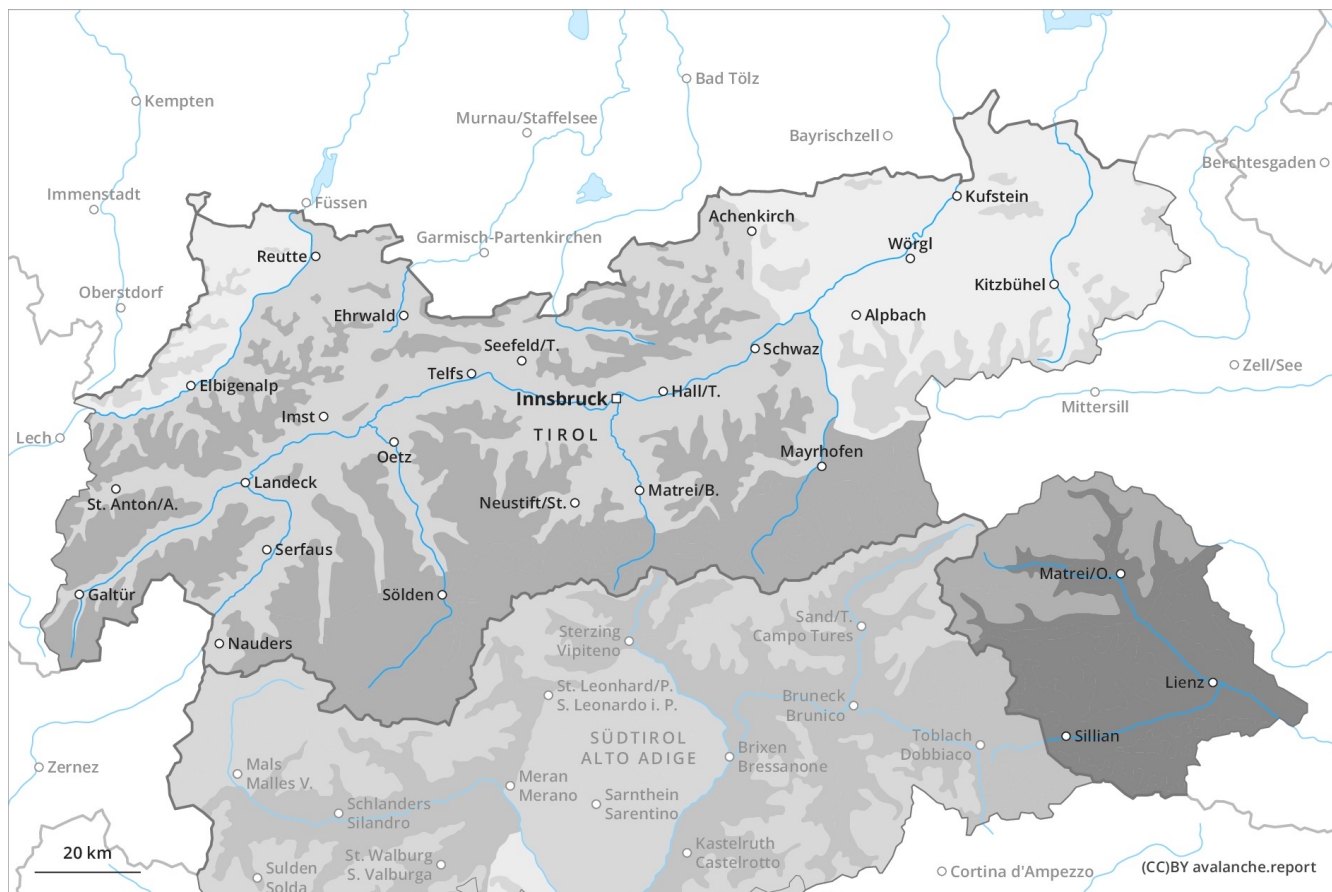 Kempten
Bad Tölz
Murnau/Staffelsee
Bayrischzell
Berchtesgaden
Immenstadt
Füssen
Kufstein
Achenkirch
Garmisch-Partenkirchen
Wörgl
Reutte
Oberstdorf
Kitzbühel
Ehrwald
Alpbach
Seefeld/T.
Schwaz
Zell/See
Telfs
Elbigenalp
Hall/T.
Innsbruck
Mittersill
Imst
TIROL
Lech
Oetz
Mayrhofen
Landeck
Matrei/B.
St. Anton/A.
Neustift/St.
Serfaus
Matrei/O.
Galtür
Sölden
Sand/T.
Campo Tures
Sterzing
Vipiteno
Nauders
Lienz
St. Leonhard/P.
S. Leonardo i. P.
Bruneck
Brunico
SÜDTIROL
ALTO ADIGE
Toblach
Dobbiaco
Sillian
Brixen
Bressanone
Zernez
Mals
Malles V.
Meran
Merano
Sarnthein
Sarentino
Schlanders
Silandro
Kastelruth
Castelrotto
20 km
St. Walburg
S. Valburga
Sulden
Solda
Cortina d'Ampezzo
(CC)BY avalanche.report